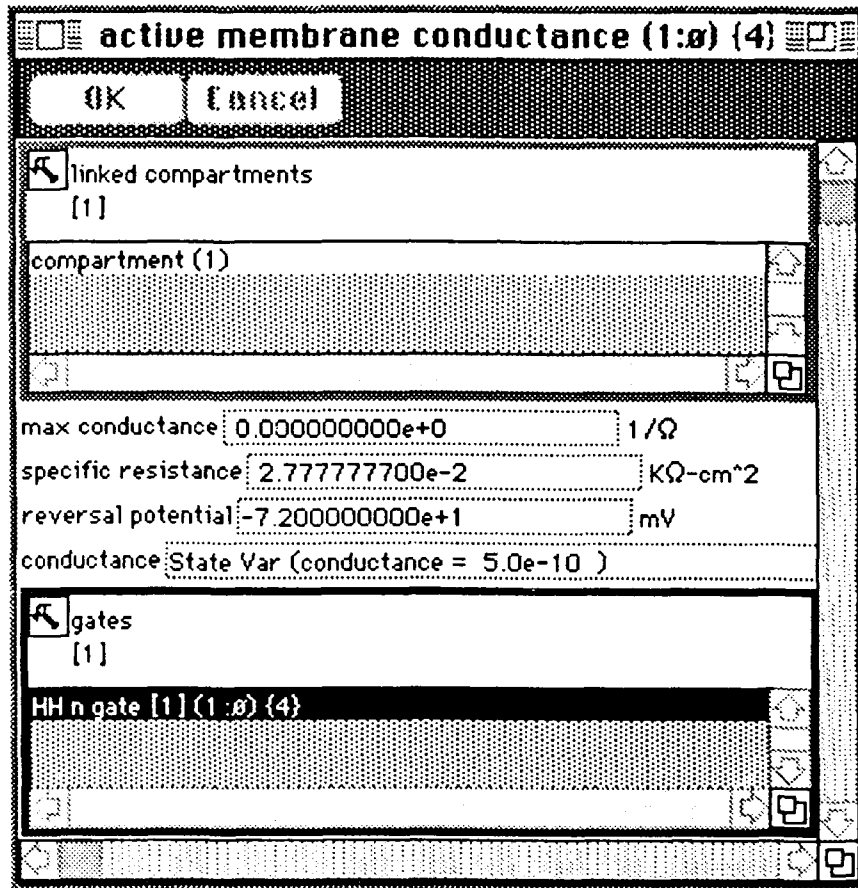 active membrane conductance (1:ø) {4}
OK Cancel
linked compartments
[1]
compartment (1)
max conductance 0.000000000e+0 1/Ω
specific resistance 2.777777700e-2 KΩ-cm^2
reversal potential -7.200000000e+1 mV
conductance State Var (conductance = 5.0e-10 )
gates
[1]
HH n gate [1] (1:ø) {4}